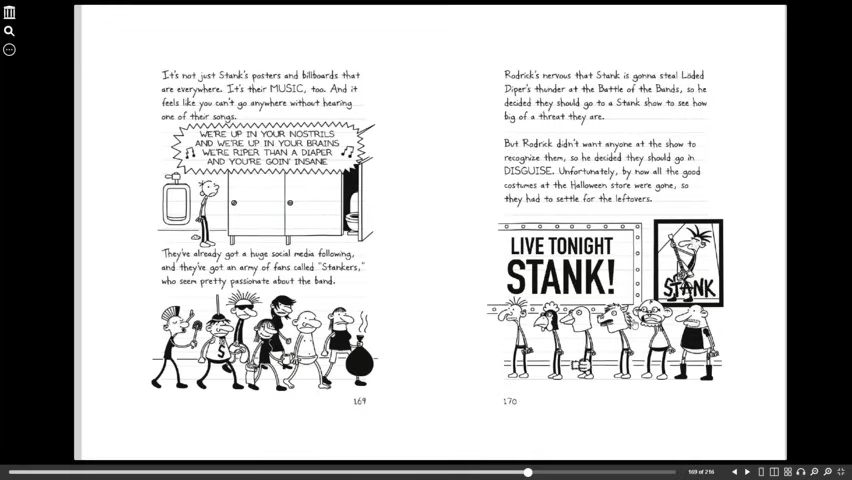 It's not just Stank's posters and billboards that
are everywhere. It's their MUSIC, too. And it
feels like you can't go anywhere without hearing
one of their songs.
WE'RE UP IN YOUR NOSTRILS
AND WE'RE UP IN YOUR BRAINS
WE'RE RIPER THAN A DIAPER
AND YOU'RE GOIN' INSANE
They've already got a huge social media following,
and they've got an army of fans called "Stankers,"
who seem pretty passionate about the band.
S
169
Rodrick's nervous that Stank is gonna steal Löded
Diper's thunder at the Battle of the Bands, so he
decided they should go to a Stank show to see how
big of a threat they are.
But Rodrick didn't want anyone at the show to
recognize them, so he decided they should go in
DISGUISE. Unfortunately, by now all the good
costumes at the Halloween store were gone, so
they had to settle for the leftovers.
LIVE TONIGHT
STANK!
STANK
170
169 of 216